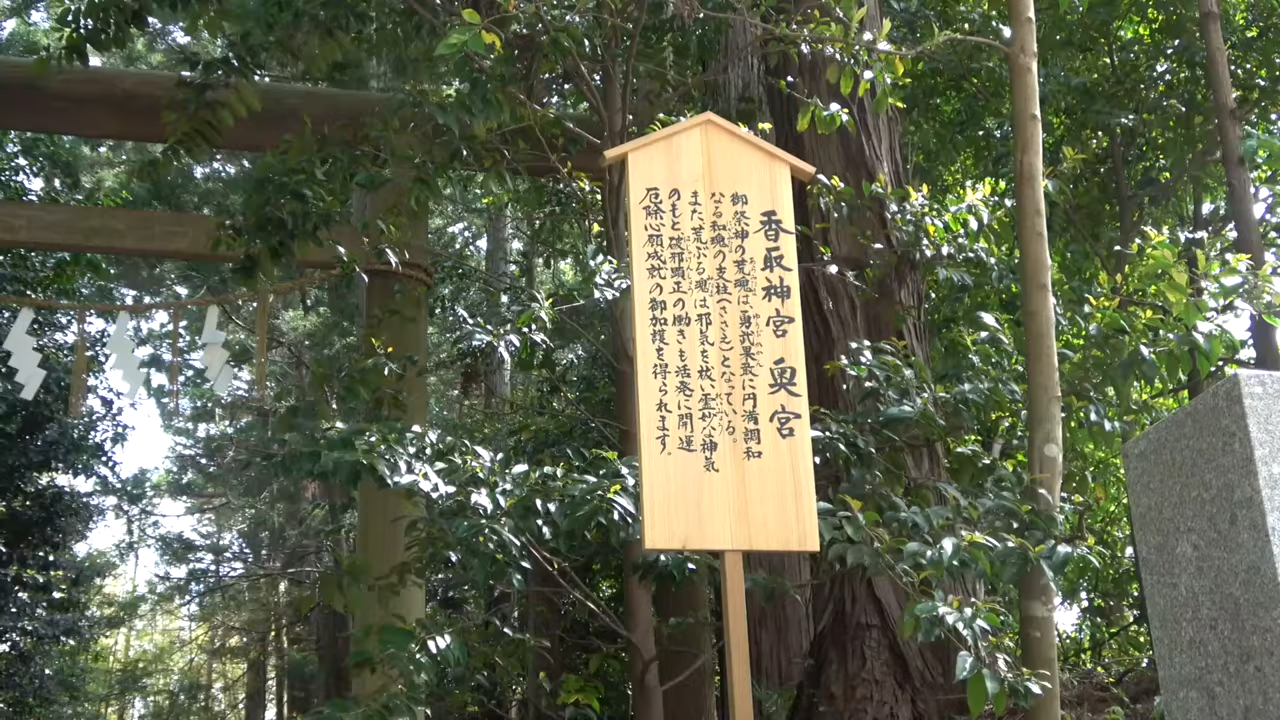 香取神宮 奥宮
御祭神の荒魂は、勇武果敢に円満調和
なる和魂の支柱(ささえ)となっている。
また、荒ぶる魂は邪気を祓い霊妙な神気
のもと破邪顕正の働きも活発に開運
厄除心願成就の御加護を得られます。